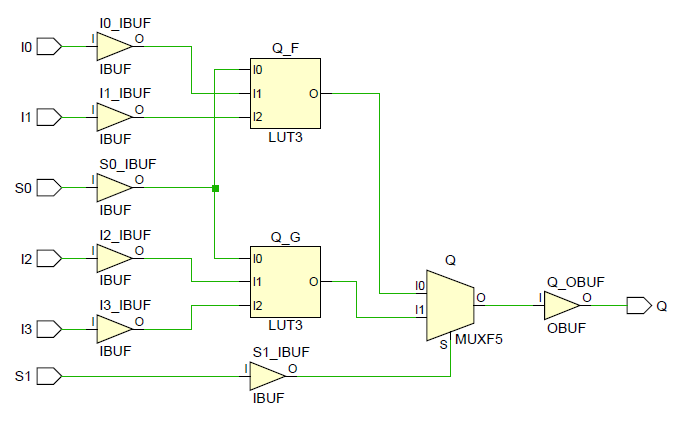 I0_IBUF
I0
I
O
IBUF
Q_F
I0
I1
I2
O
LUT3
I1_IBUF
I1
I
O
IBUF
S0_IBUF
S0
I
O
IBUF
I2_IBUF
I2
I
O
IBUF
Q_G
I0
I1
I2
O
LUT3
I3_IBUF
I3
I
O
IBUF
Q
I0
I1
S
O
MUXF5
Q_OBUF
I
O
OBUF
Q
S1_IBUF
S1
I
O
IBUF